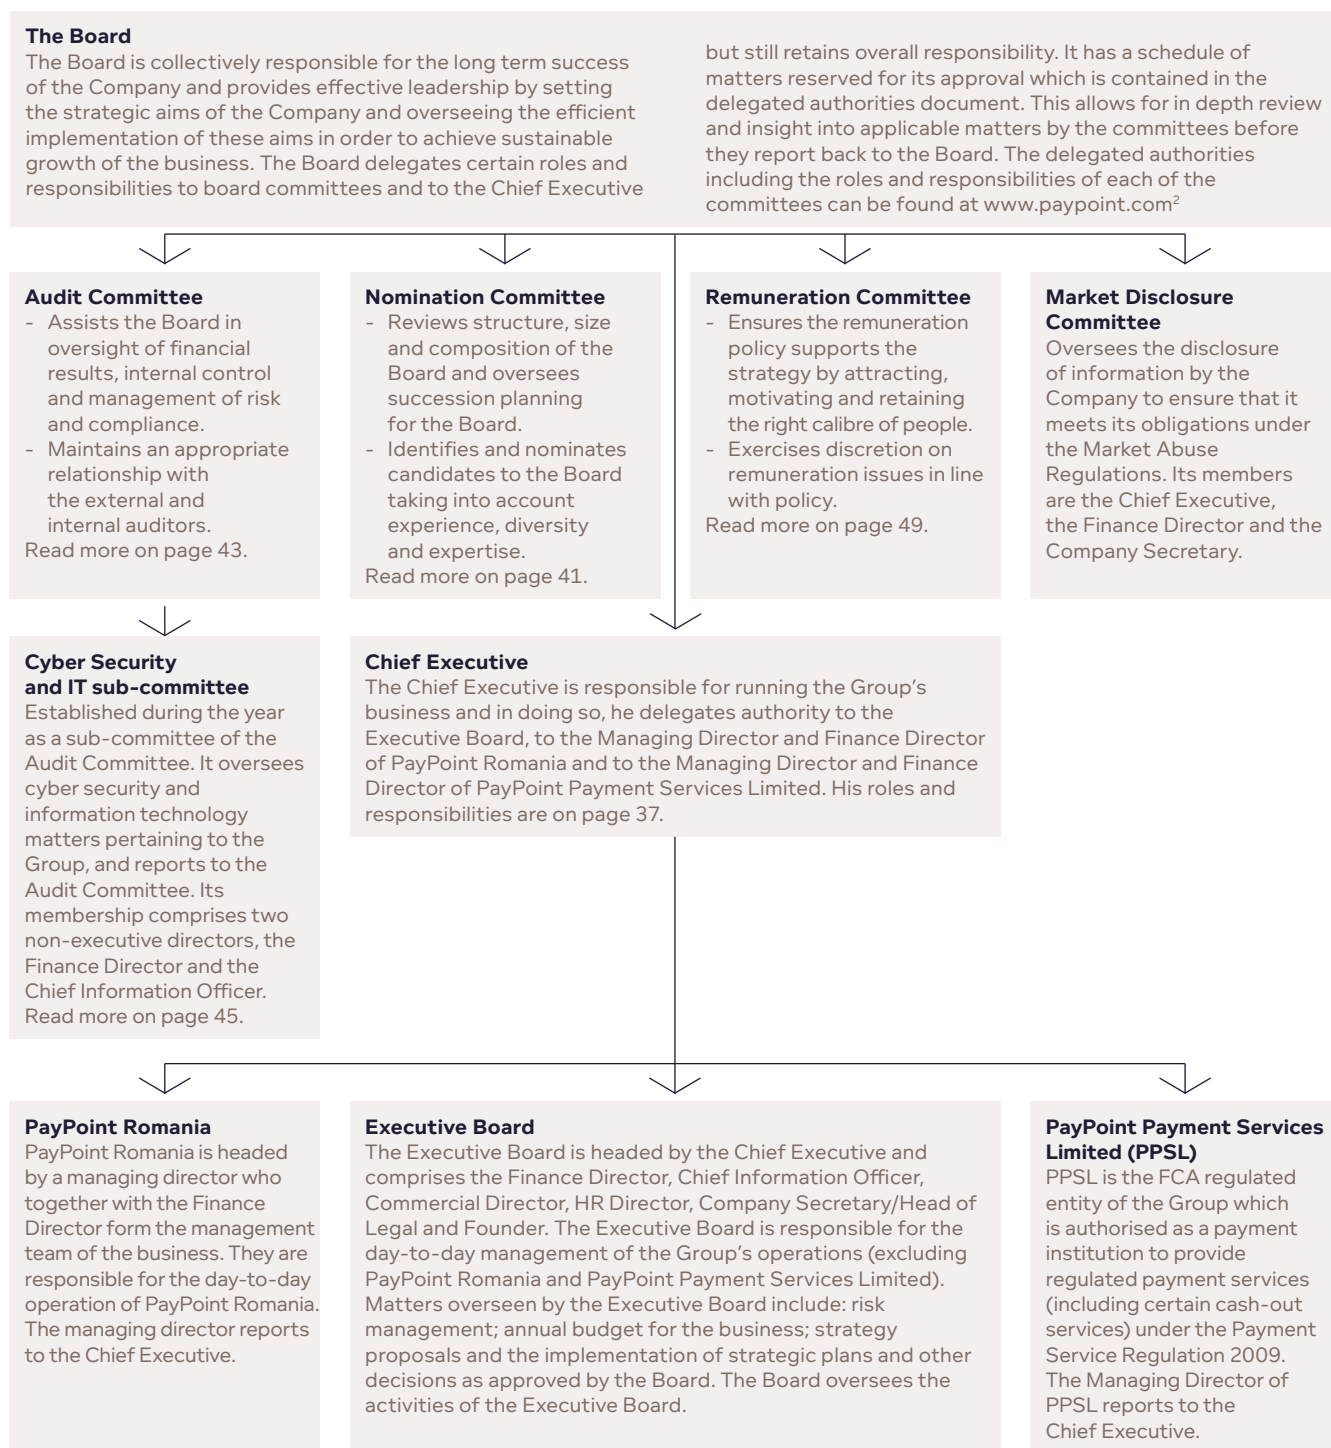 The Board
The Board is collectively responsible for the long term success
of the Company and provides effective leadership by setting
the strategic aims of the Company and overseeing the efficient
implementation of these aims in order to achieve sustainable
growth of the business. The Board delegates certain roles and
responsibilities to board committees and to the Chief Executive
but still retains overall responsibility. It has a schedule of
matters reserved for its approval which is contained in the
delegated authorities document. This allows for in depth review
and insight into applicable matters by the committees before
they report back to the Board. The delegated authorities
including the roles and responsibilities of each of the
committees can be found at www.paypoint.com²
Audit Committee
- Assists the Board in
oversight of financial
results, internal control
and management of risk
and compliance.
- Maintains an appropriate
relationship with
the external and
internal auditors.
Read more on page 43.
Nomination Committee
- Reviews structure, size
and composition of the
Board and oversees
succession planning
for the Board.
- Identifies and nominates
candidates to the Board
taking into account
experience, diversity
and expertise.
Read more on page 41.
Remuneration Committee
- Ensures the remuneration
policy supports the
strategy by attracting,
motivating and retaining
the right calibre of people.
- Exercises discretion on
remuneration issues in line
with policy.
Read more on page 49.
Market Disclosure
Committee
Oversees the disclosure
of information by the
Company to ensure that it
meets its obligations under
the Market Abuse
Regulations. Its members
are the Chief Executive,
the Finance Director and the
Company Secretary.
Cyber Security
and IT sub-committee
Established during the year
as a sub-committee of the
Audit Committee. It oversees
cyber security and
information technology
matters pertaining to the
Group, and reports to the
Audit Committee. Its
membership comprises two
non-executive directors, the
Finance Director and the
Chief Information Officer.
Read more on page 45.
Chief Executive
The Chief Executive is responsible for running the Group's
business and in doing so, he delegates authority to the
Executive Board, to the Managing Director and Finance Director
of PayPoint Romania and to the Managing Director and Finance
Director of PayPoint Payment Services Limited. His roles and
responsibilities are on page 37.
PayPoint Romania
PayPoint Romania is headed
by a managing director who
together with the Finance
Director form the management
team of the business. They are
responsible for the day-to-day
operation of PayPoint Romania.
The managing director reports
to the Chief Executive.
Executive Board
The Executive Board is headed by the Chief Executive and
comprises the Finance Director, Chief Information Officer,
Commercial Director, HR Director, Company Secretary/Head of
Legal and Founder. The Executive Board is responsible for the
day-to-day management of the Group's operations (excluding
PayPoint Romania and PayPoint Payment Services Limited).
Matters overseen by the Executive Board include: risk
management; annual budget for the business; strategy
proposals and the implementation of strategic plans and other
decisions as approved by the Board. The Board oversees the
activities of the Executive Board.
PayPoint Payment Services
Limited (PPSL)
PPSL is the FCA regulated
entity of the Group which
is authorised as a payment
institution to provide
regulated payment services
(including certain cash-out
services) under the Payment
Service Regulation 2009.
The Managing Director of
PPSL reports to the
Chief Executive.